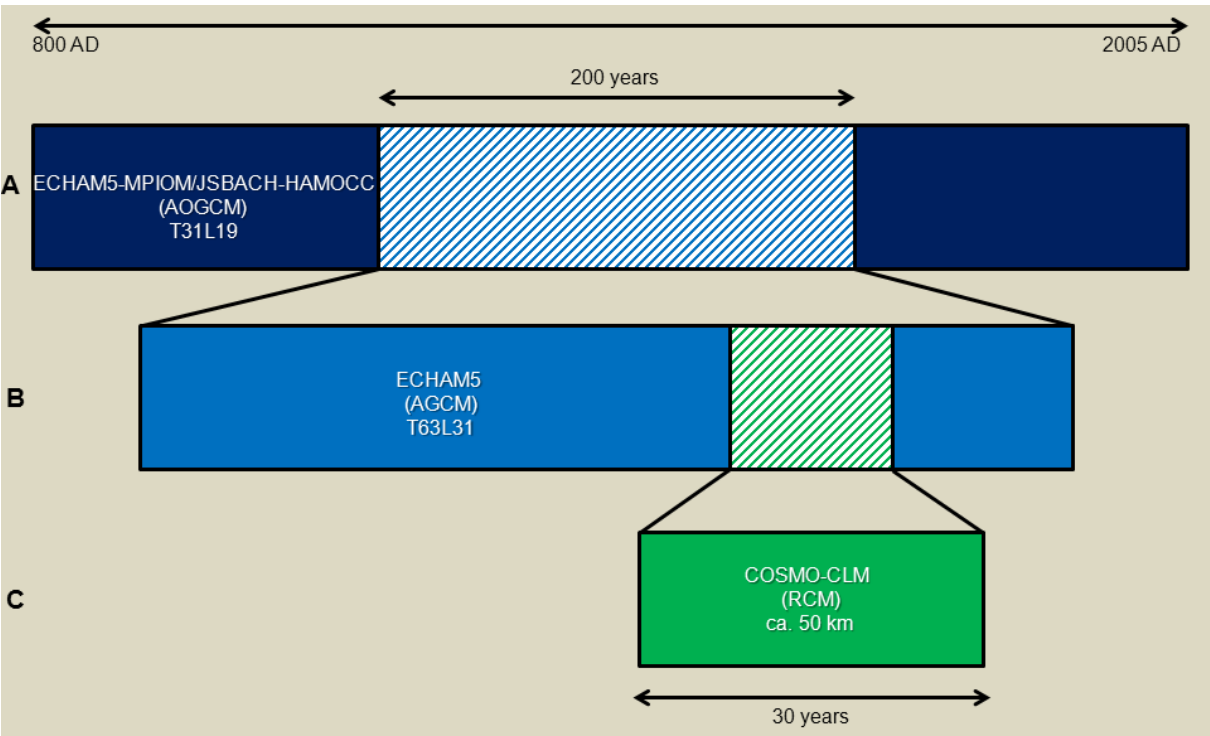 800 AD
2005 AD
200 years
A
ECHAM5-MPIOM/JSBACH-HAMOCC
(AOGCM)
T31L19
B
ECHAM5
(AGCM)
T63L31
C
COSMO-CLM
(RCM)
ca. 50 km
30 years